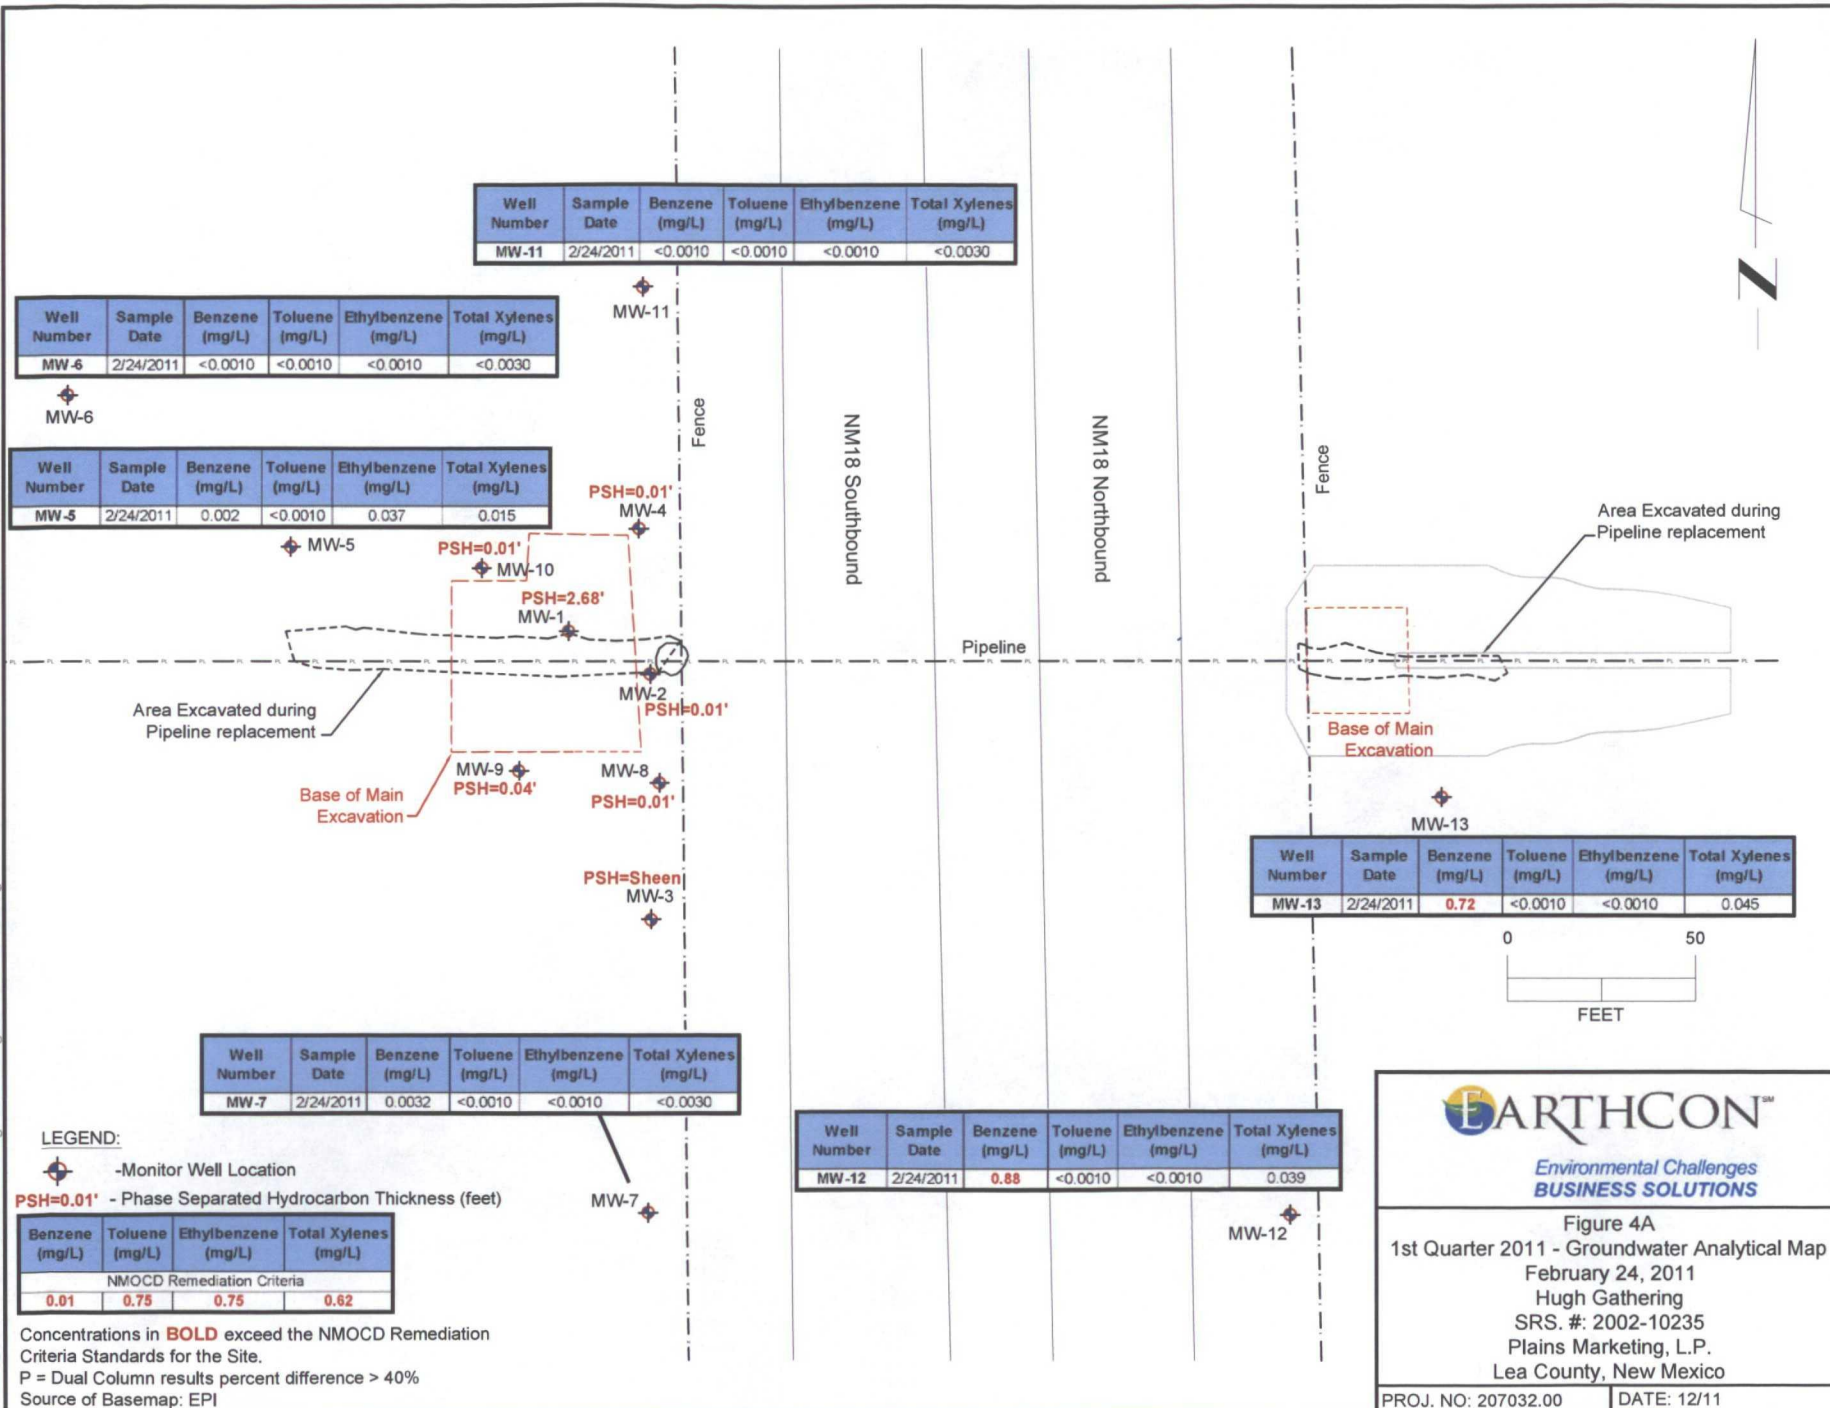 Well Number Sample Date Benzene (mg/L) Toluene (mg/L) Ethylbenzene (mg/L) Total Xylenes (mg/L)
MW-11 2/24/2011 <0.0010 <0.0010 <0.0010 <0.0030
MW-11
Well Number Sample Date Benzene (mg/L) Toluene (mg/L) Ethylbenzene (mg/L) Total Xylenes (mg/L)
MW-6 2/24/2011 <0.0010 <0.0010 <0.0010 <0.0030
MW-6
Well Number Sample Date Benzene (mg/L) Toluene (mg/L) Ethylbenzene (mg/L) Total Xylenes (mg/L)
MW-5 2/24/2011 0.002 <0.0010 0.037 0.015
MW-5
Fence
NM18 Southbound
NM18 Northbound
Fence
N
PSH=0.01'
MW-4
PSH=0.01'
MW-10
PSH=2.68'
MW-1
Area Excavated during
Pipeline replacement
Pipeline
MW-2
PSH=0.01'
Area Excavated during
Pipeline replacement
Base of Main
Excavation
MW-9
PSH=0.04'
MW-8
PSH=0.01'
Base of Main
Excavation
MW-13
Well Number Sample Date Benzene (mg/L) Toluene (mg/L) Ethylbenzene (mg/L) Total Xylenes (mg/L)
MW-13 2/24/2011 0.72 <0.0010 <0.0010 0.045
PSH=Sheen
MW-3
0 50
FEET
Well Number Sample Date Benzene (mg/L) Toluene (mg/L) Ethylbenzene (mg/L) Total Xylenes (mg/L)
MW-7 2/24/2011 0.0032 <0.0010 <0.0010 <0.0030
MW-7
Well Number Sample Date Benzene (mg/L) Toluene (mg/L) Ethylbenzene (mg/L) Total Xylenes (mg/L)
MW-12 2/24/2011 0.88 <0.0010 <0.0010 0.039
MW-12
LEGEND:
-Monitor Well Location
PSH=0.01' - Phase Separated Hydrocarbon Thickness (feet)
Benzene (mg/L) Toluene (mg/L) Ethylbenzene (mg/L) Total Xylenes (mg/L)
NMOCD Remediation Criteria
0.01 0.75 0.75 0.62
Concentrations in BOLD exceed the NMOCD Remediation
Criteria Standards for the Site.
P = Dual Column results percent difference > 40%
Source of Basemap: EPI
EARTHCON SM
Environmental Challenges
BUSINESS SOLUTIONS
Figure 4A
1st Quarter 2011 - Groundwater Analytical Map
February 24, 2011
Hugh Gathering
SRS. #: 2002-10235
Plains Marketing, L.P.
Lea County, New Mexico
PROJ. NO: 207032.00 DATE: 12/11